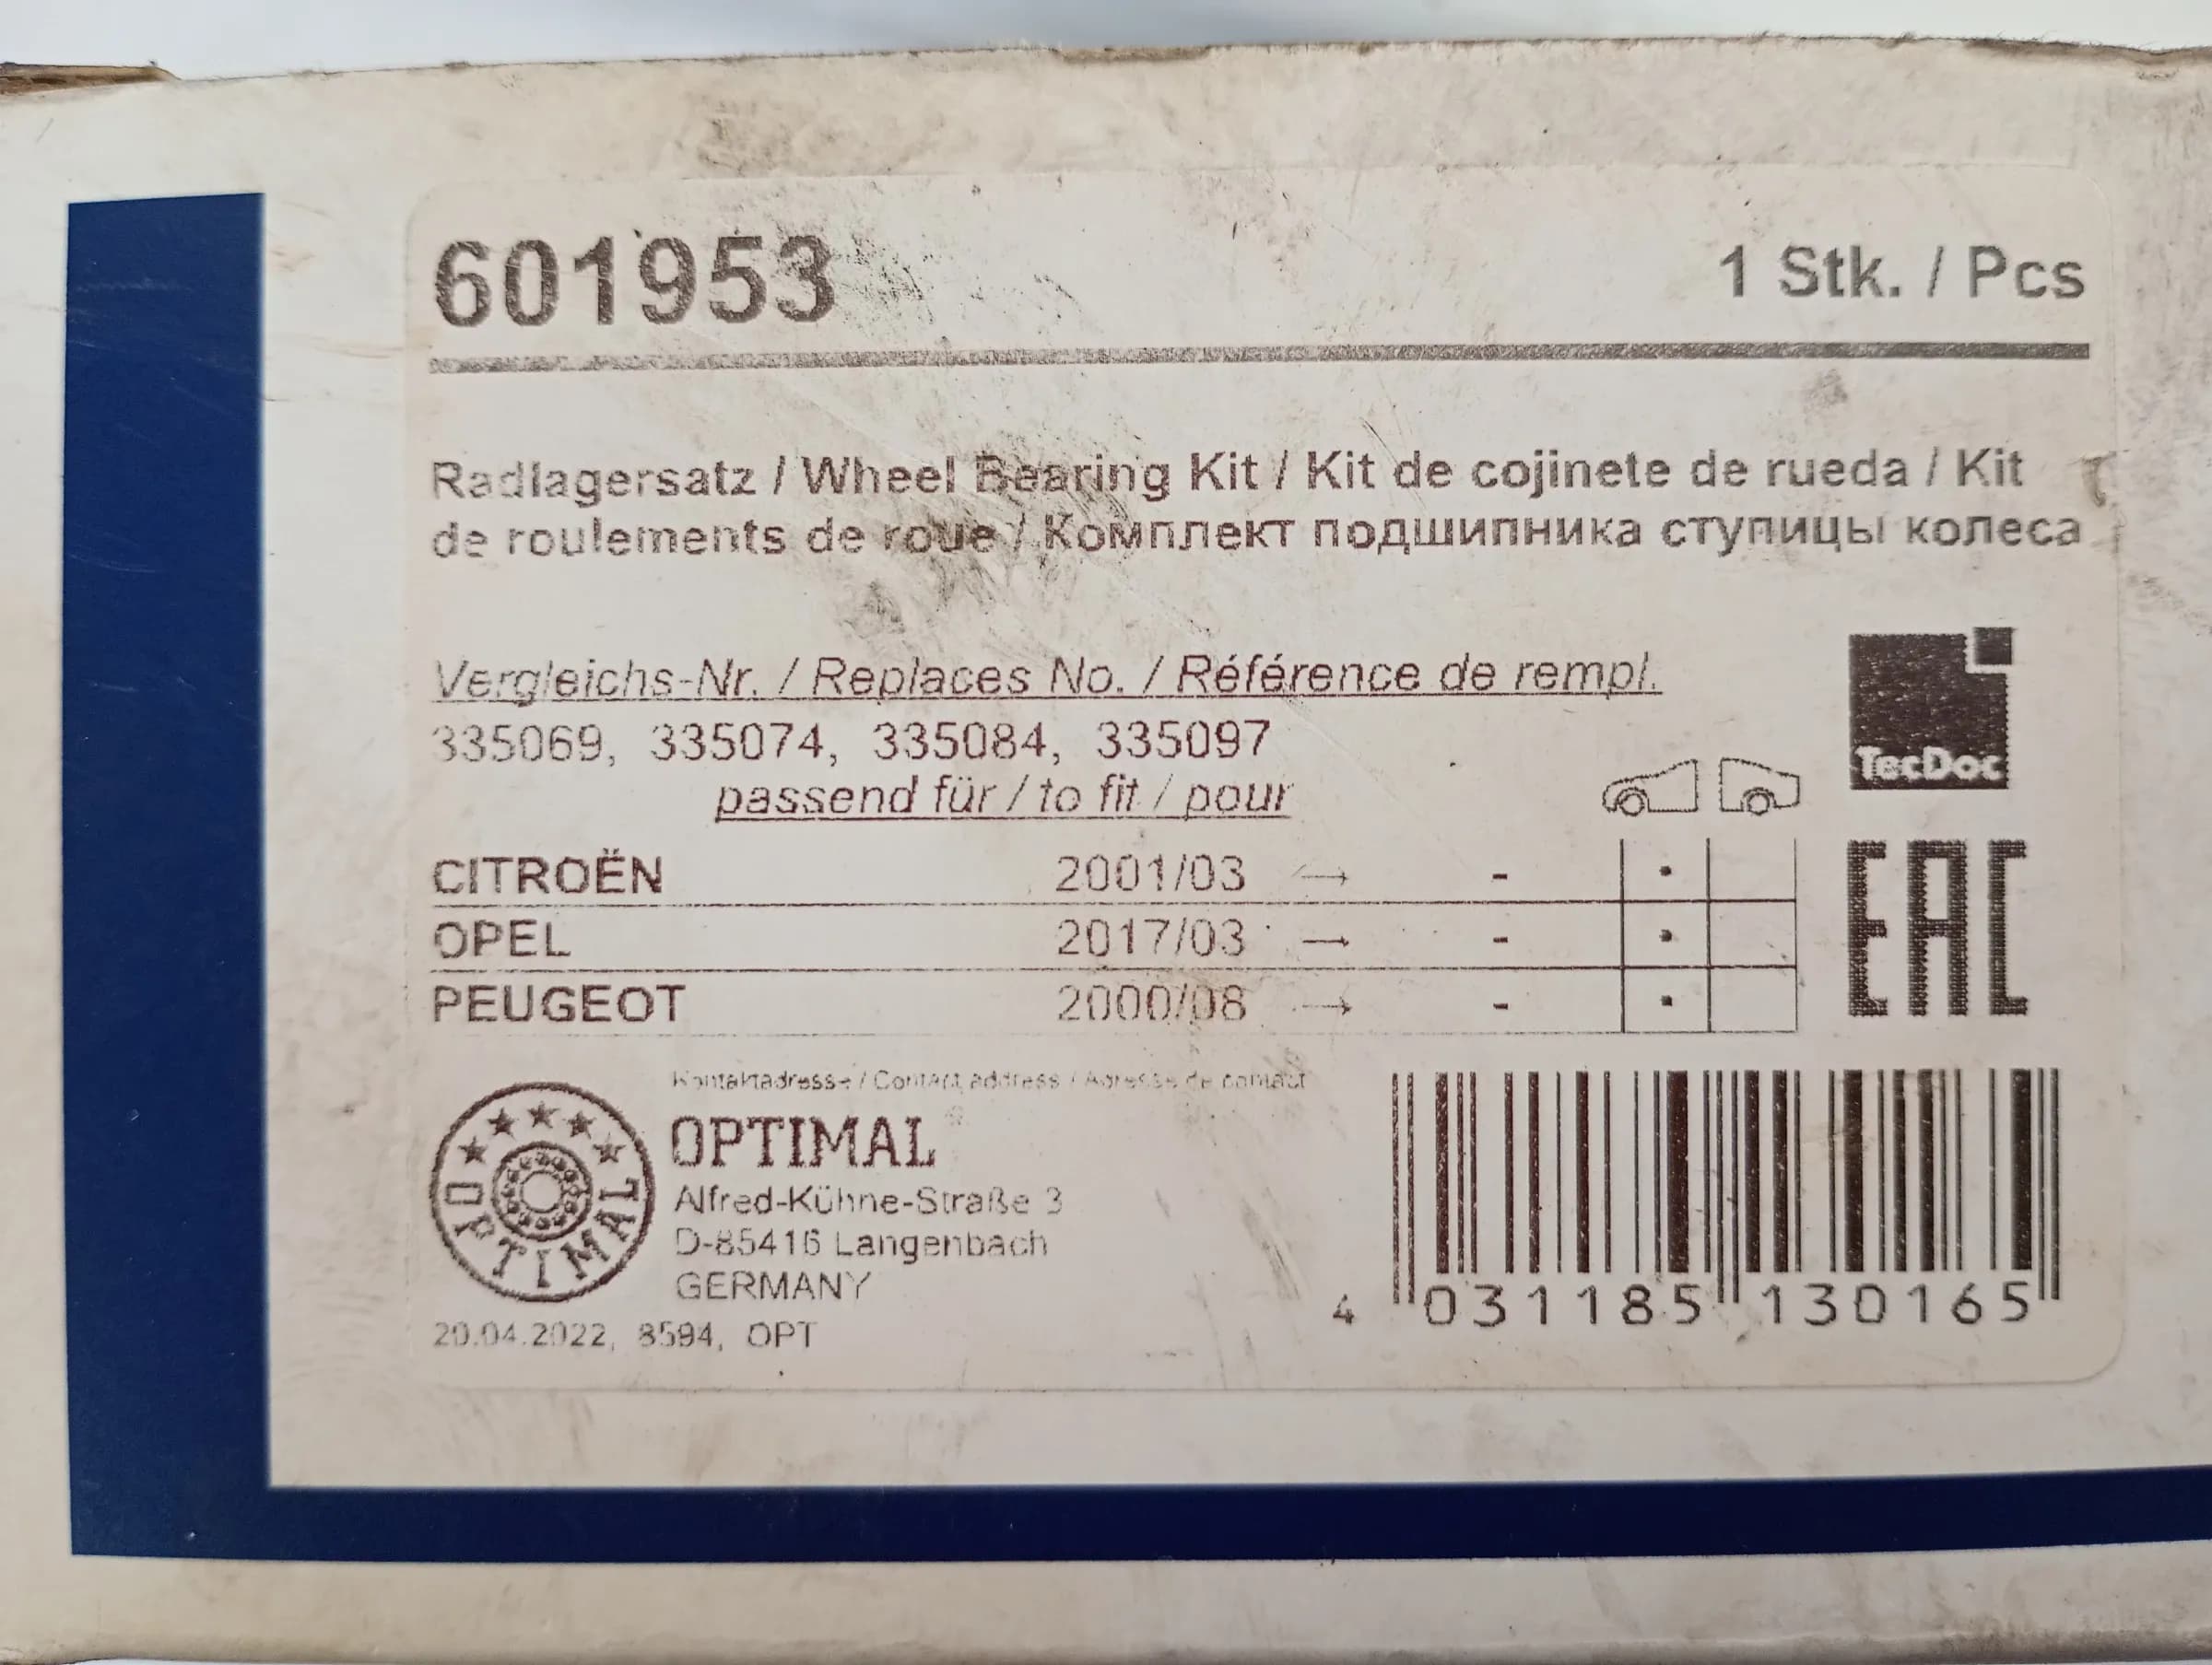 601953
1 Stk. / Pcs
Radlagersatz / Wheel Bearing Kit / Kit de cojinete de rueda / Kit
de roulements de roue / Комплект подшипника ступицы колеса
Vergleichs-Nr. / Replaces No. / Référence de rempl.
335069, 335074, 335084, 335097
passend für / to fit / pour
TecDoc
CITROËN 2001/03 → -
OPEL 2017/03 → -
PEUGEOT 2000/08 → -
EAC
Kontaktadresse / Contact address / Adresse de contact
OPTIMAL
OPTIMAL
Alfred-Kühne-Straße 3
D-85416 Langenbach
GERMANY
20.04.2022, 8594, OPT
4 031185 130165